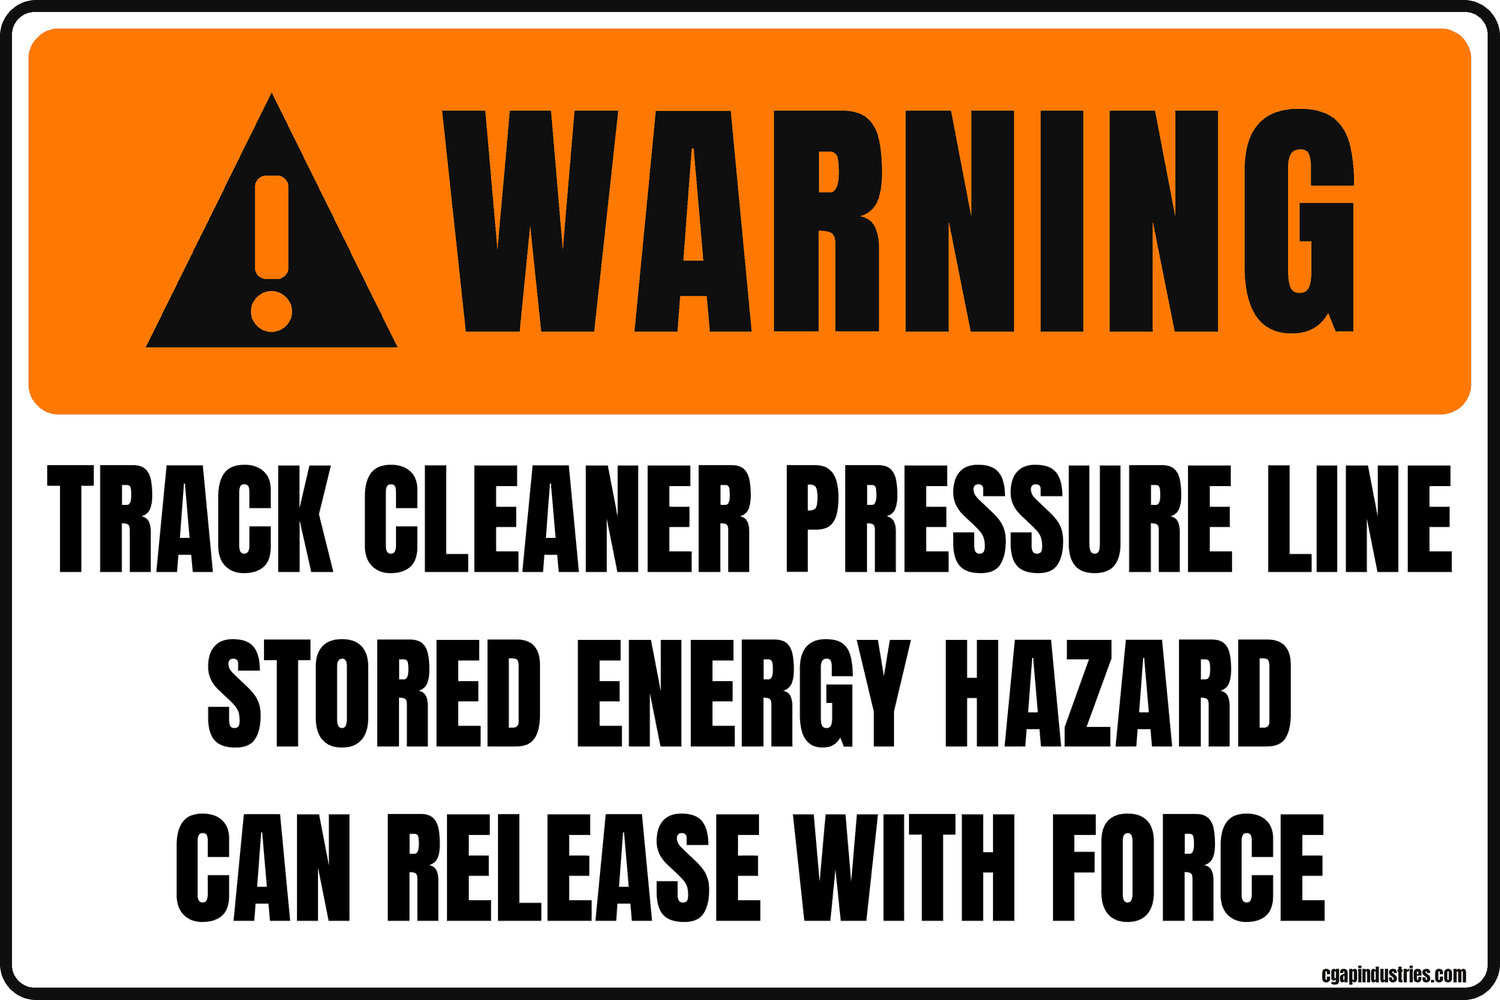 WARNING
TRACK CLEANER PRESSURE LINE
STORED ENERGY HAZARD
CAN RELEASE WITH FORCE
cgapindustries.com